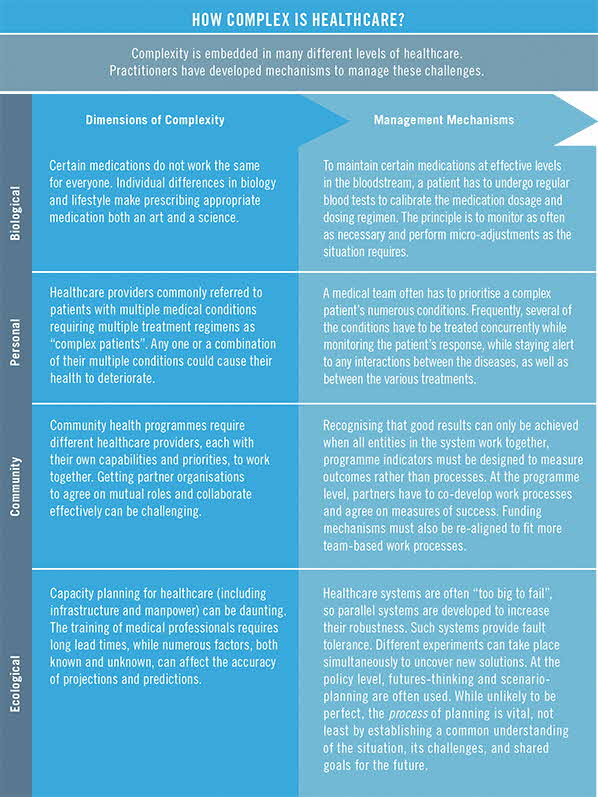 HOW COMPLEX IS HEALTHCARE?
Complexity is embedded in many different levels of healthcare.
Practitioners have developed mechanisms to manage these challenges.
Dimensions of Complexity
Management Mechanisms
Biological
Certain medications do not work the same
for everyone. Individual differences in biology
and lifestyle make prescribing appropriate
medication both an art and a science.
To maintain certain medications at effective levels
in the bloodstream, a patient has to undergo regular
blood tests to calibrate the medication dosage and
dosing regimen. The principle is to monitor as often
as necessary and perform micro-adjustments as the
situation requires.
Personal
Healthcare providers commonly referred to
patients with multiple medical conditions
requiring multiple treatment regimens as
“complex patients”. Any one or a combination
of their multiple conditions could cause their
health to deteriorate.
A medical team often has to prioritise a complex
patient’s numerous conditions. Frequently, several of
the conditions have to be treated concurrently while
monitoring the patient’s response, while staying alert
to any interactions between the diseases, as well as
between the various treatments.
Community
Community health programmes require
different healthcare providers, each with
their own capabilities and priorities, to work
together. Getting partner organisations
to agree on mutual roles and collaborate
effectively can be challenging.
Recognising that good results can only be achieved
when all entities in the system work together,
programme indicators must be designed to measure
outcomes rather than processes. At the programme
level, partners have to co-develop work processes
and agree on measures of success. Funding
mechanisms must also be re-aligned to fit more
team-based work processes.
Ecological
Capacity planning for healthcare (including
infrastructure and manpower) can be daunting.
The training of medical professionals requires
long lead times, while numerous factors, both
known and unknown, can affect the accuracy
of projections and predictions.
Healthcare systems are often “too big to fail”,
so parallel systems are developed to increase
their robustness. Such systems provide fault
tolerance. Different experiments can take place
simultaneously to uncover new solutions. At the
policy level, futures-thinking and scenario-
planning are often used. While unlikely to be
perfect, the process of planning is vital, not
least by establishing a common understanding
of the situation, its challenges, and shared
goals for the future.